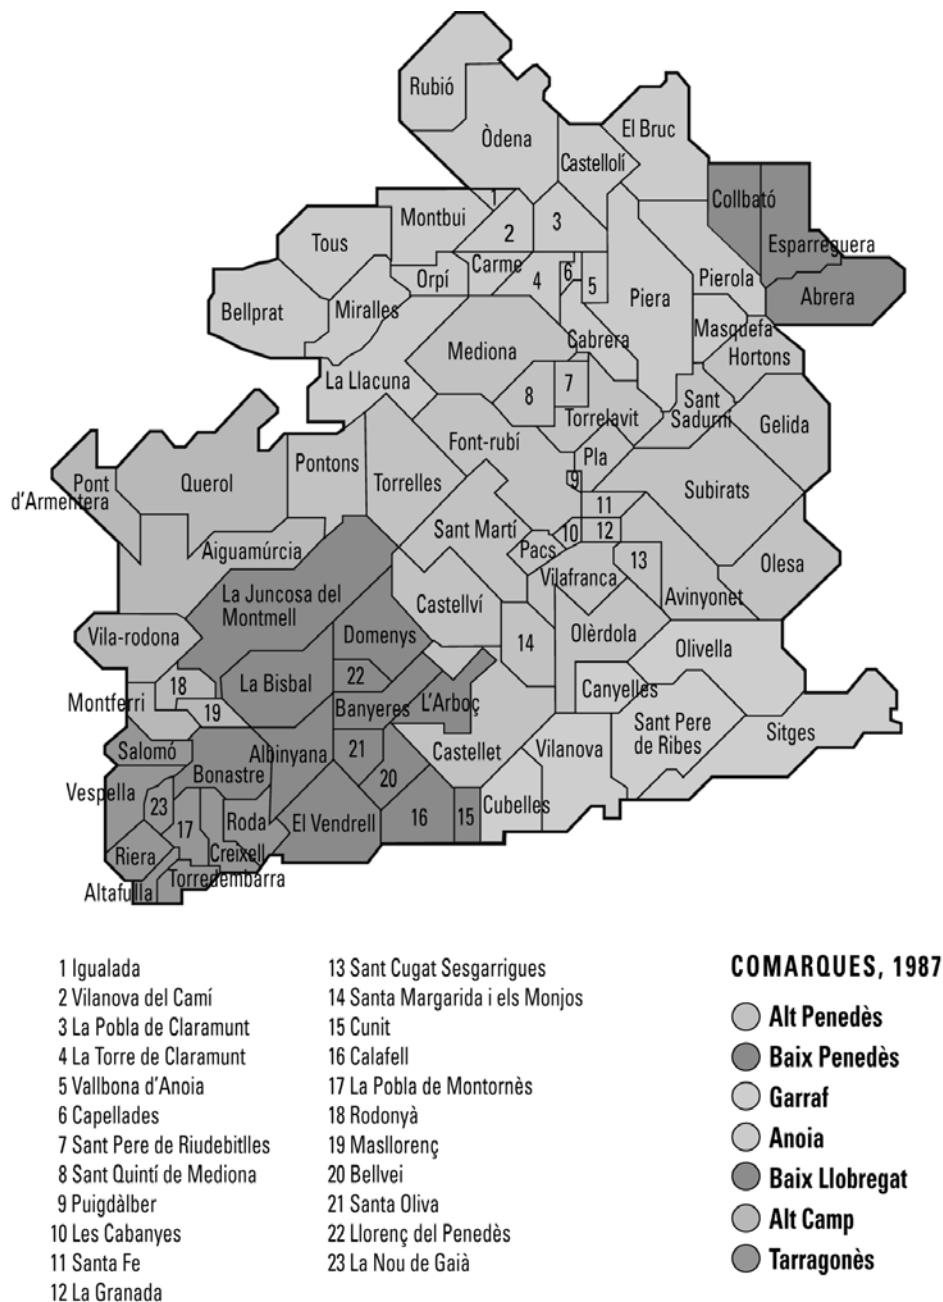 Rubió
Òdena
El Bruc
Castellolí
Collbató
1
Montbui
2
3
Tous
Esparreguera
Carme
4
6
5
Orpí
Pierola
Piera
Abrera
Bellprat
Miralles
Masquefa
Cabrera
Mediona
Hortons
La Llacuna
7
8
Sant
Sadurní
Torrelavit
Gelida
Font-rubí
Pla
Pontons
Pont
d'Armentera
Querol
Torrelles
9
Subirats
11
Sant Martí
10
12
Aiguamúrcia
Pacs
13
Olesa
Vilafranca
La Juncosa del
Montmell
Castellví
Avinyonet
Vila-rodona
Domenys
Olèrdola
14
Olivella
22
18
La Bisbal
Canyelles
Montferri
L'Arboç
19
Banyeres
Sant Pere
de Ribes
Sitges
Salomó
Albinyana
21
Castellet
Vilanova
Bonastre
20
Vespella
23
Cubelles
17
Roda
El Vendrell
16
15
Riera
Creixell
Altafulla
Torredembarra
1 Igualada
2 Vilanova del Camí
3 La Pobla de Claramunt
4 La Torre de Claramunt
5 Vallbona d'Anoia
6 Capellades
7 Sant Pere de Riudebitlles
8 Sant Quintí de Mediona
9 Puigdàlber
10 Les Cabanyes
11 Santa Fe
12 La Granada
13 Sant Cugat Sesgarrigues
14 Santa Margarida i els Monjos
15 Cunit
16 Calafell
17 La Pobla de Montornès
18 Rodonyà
19 Masllorenç
20 Bellvei
21 Santa Oliva
22 Llorenç del Penedès
23 La Nou de Gaià
COMARQUES, 1987
Alt Penedès
Baix Penedès
Garraf
Anoia
Baix Llobregat
Alt Camp
Tarragonès